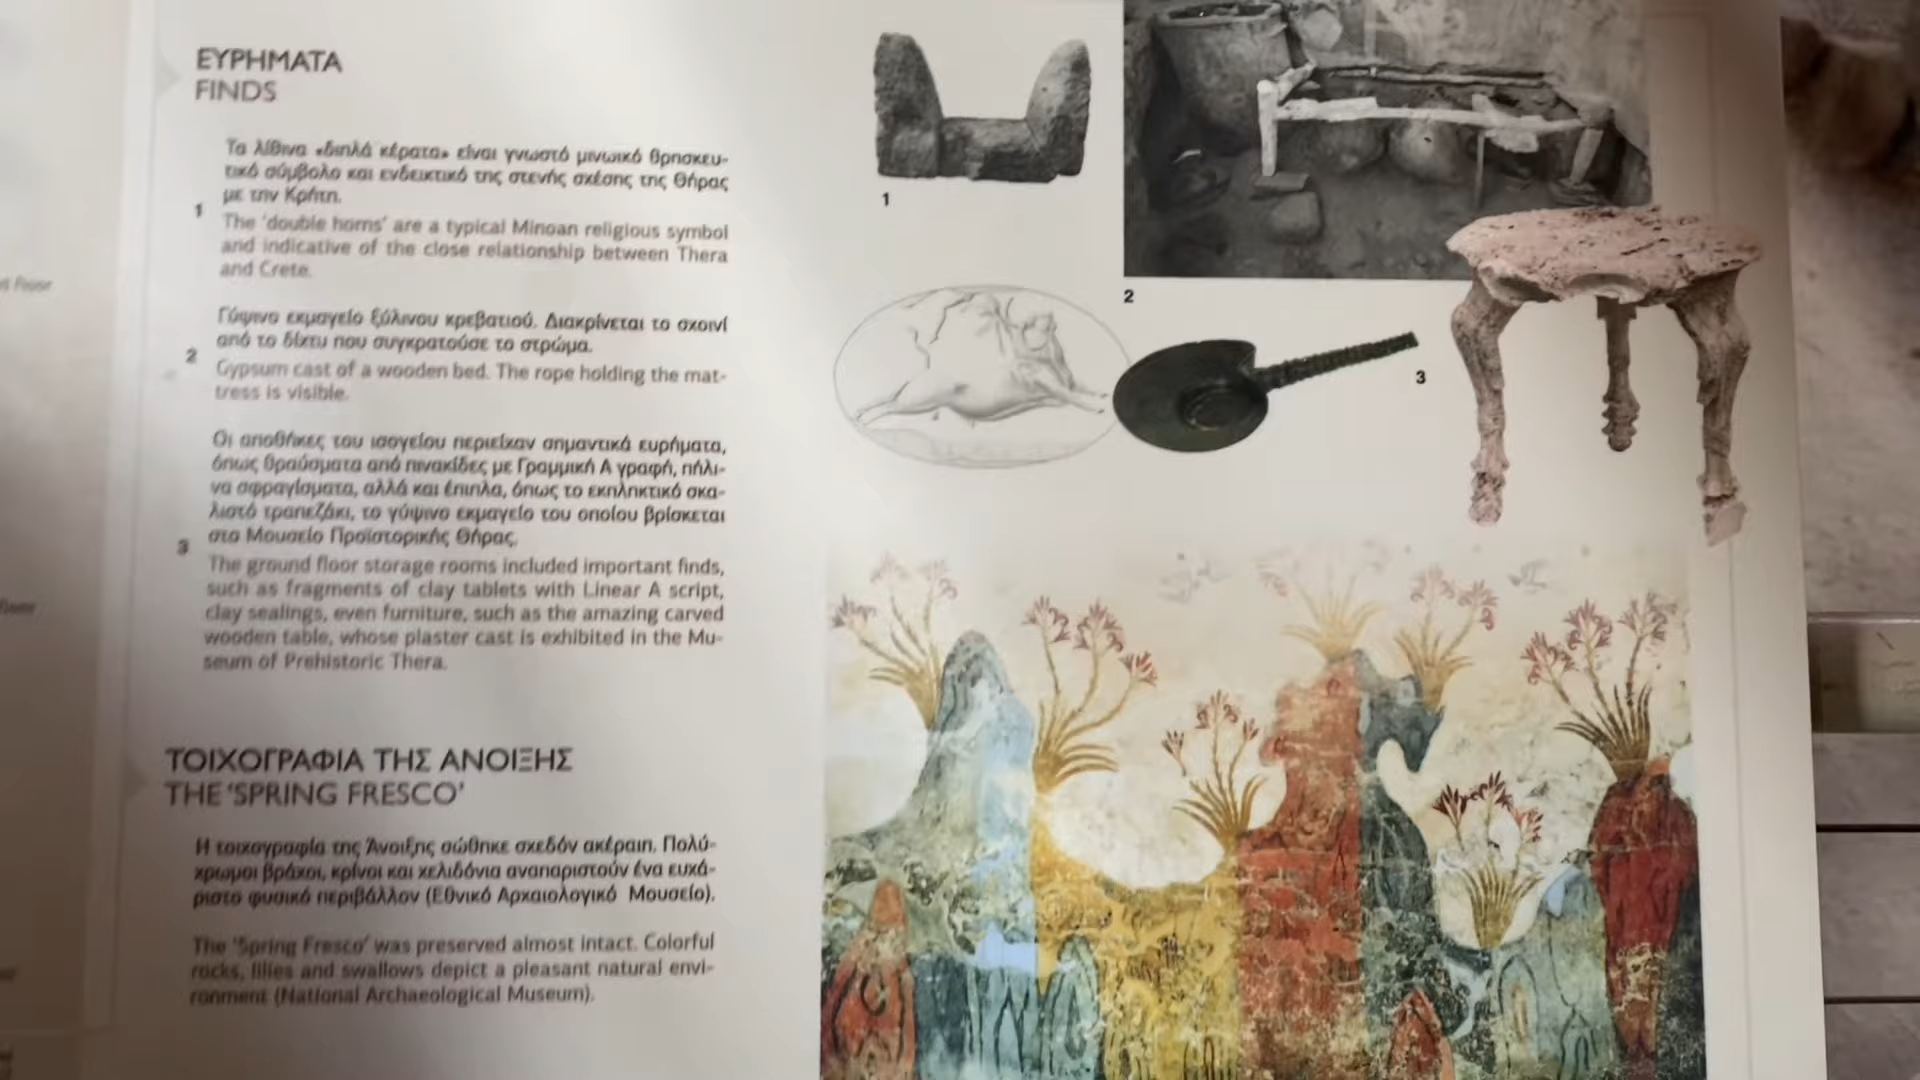 ΕΥΡΗΜΑΤΑ
FINDS
Τα λίθινα «διπλά κέρατα» είναι γνωστό μινωικό θρησκευ-
τικό σύμβολο και ενδεικτικό της στενής σχέσης της Θήρας
με την Κρήτη.
1
The ‘double horns’ are a typical Minoan religious symbol
and indicative of the close relationship between Thera
and Crete.
Γύψινο εκμαγείο ξύλινου κρεβατιού. Διακρίνεται το σχοινί
από το δίχτυ που συγκρατούσε το στρώμα.
2
Gypsum cast of a wooden bed. The rope holding the mat-
tress is visible.
Οι αποθήκες του ισογείου περιείχαν σημαντικά ευρήματα,
όπως θραύσματα από πινακίδες με Γραμμική Α γραφή, πήλι-
να σφραγίσματα, αλλά και έπιπλα, όπως το εκπληκτικό σκα-
λιστό τραπεζάκι, το γύψινο εκμαγείο του οποίου βρίσκεται
στο Μουσείο Προϊστορικής Θήρας.
3
The ground floor storage rooms included important finds,
such as fragments of clay tablets with Linear A script,
clay sealings, even furniture, such as the amazing carved
wooden table, whose plaster cast is exhibited in the Mu-
seum of Prehistoric Thera.
ΤΟΙΧΟΓΡΑΦΙΑ ΤΗΣ ΑΝΟΙΞΗΣ
THE ‘SPRING FRESCO’
Η τοιχογραφία της Άνοιξης σώθηκε σχεδόν ακέραιη. Πολύ-
χρωμοι βράχοι, κρίνοι και χελιδόνια αναπαριστούν ένα ευχά-
ριστο φυσικό περιβάλλον (Εθνικό Αρχαιολογικό Μουσείο).
The ‘Spring Fresco’ was preserved almost intact. Colorful
rocks, lilies and swallows depict a pleasant natural envi-
ronment (National Archaeological Museum).
1
2
3